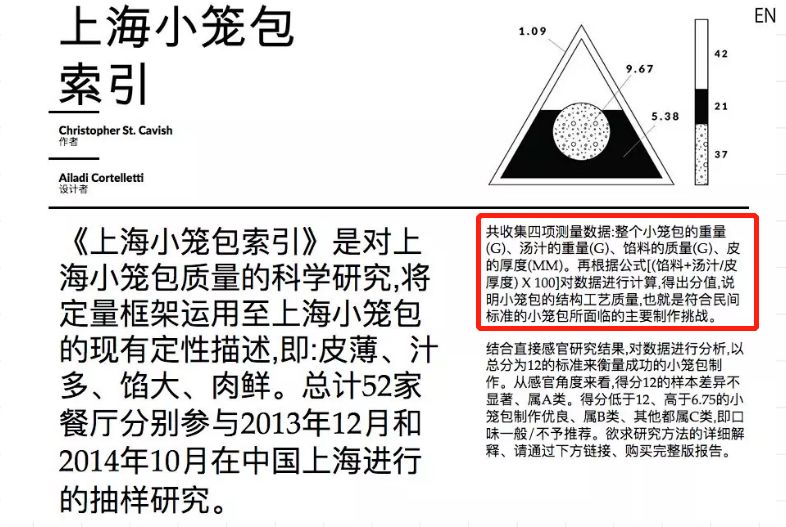 EN
上海小笼包
索引
Christopher St. Cavish
作者
Ailadi Cortelletti
设计者
1.09
9.67
5.38
42
21
37
《上海小笼包索引》是对上
海小笼包质量的科学研究,将
定量框架运用至上海小笼包
的现有定性描述,即:皮薄、汁
多、馅大、肉鲜。总计52家
餐厅分别参与2013年12月和
2014年10月在中国上海进行
的抽样研究。
共收集四项测量数据:整个小笼包的重量
(G)、汤汁的重量(G)、馅料的质量(G)、皮
的厚度(MM)。再根据公式[(馅料+汤汁/皮
厚度) X 100]对数据进行计算,得出分值,说
明小笼包的结构工艺质量,也就是符合民间
标准的小笼包所面临的主要制作挑战。
结合直接感官研究结果,对数据进行分析,以
总分为12的标准来衡量成功的小笼包制
作。从感官角度来看,得分12的样本差异不
显著、属A类。得分低于12、高于6.75的小
笼包制作优良、属B类、其他都属C类,即口
味一般/不予推荐。欲求研究方法的详细解
释、请通过下方链接、购买完整版报告。